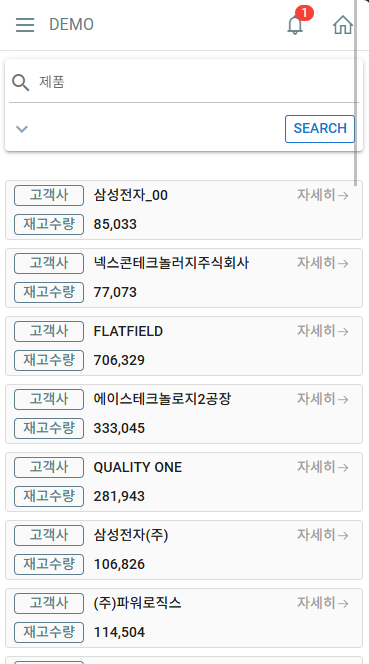 DEMO 1
제품
SEARCH
고객사 삼성전자_00 자세히→
재고수량 85,033
고객사 넥스콘테크놀러지주식회사 자세히→
재고수량 77,073
고객사 FLATFIELD 자세히→
재고수량 706,329
고객사 에이스테크놀로지2공장 자세히→
재고수량 333,045
고객사 QUALITY ONE 자세히→
재고수량 281,943
고객사 삼성전자(주) 자세히→
재고수량 106,826
고객사 (주)파워로직스 자세히→
재고수량 114,504